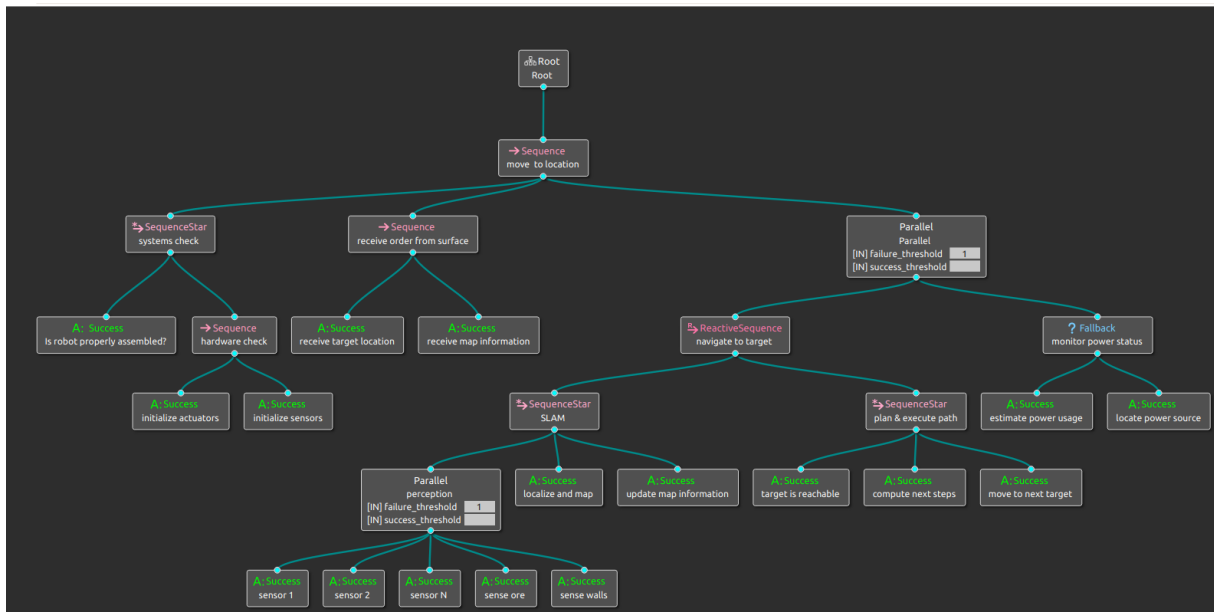 Root
Root
Sequence
move to location
SequenceStar
systems check
Sequence
receive order from surface
Parallel
Parallel
[IN] failure_threshold 1
[IN] success_threshold
A: Success
Is robot properly assembled?
Sequence
hardware check
A:Success
receive target location
A:Success
receive map information
ReactiveSequence
navigate to target
? Fallback
monitor power status
A:Success
initialize actuators
A:Success
initialize sensors
SequenceStar
SLAM
SequenceStar
plan & execute path
A:Success
estimate power usage
A:Success
locate power source
Parallel
perception
[IN] failure_threshold 1
[IN] success_threshold
A:Success
localize and map
A:Success
update map information
A:Success
target is reachable
A:Success
compute next steps
A:Success
move to next target
A:Success
sensor 1
A:Success
sensor 2
A:Success
sensor N
A:Success
sense ore
A:Success
sense walls